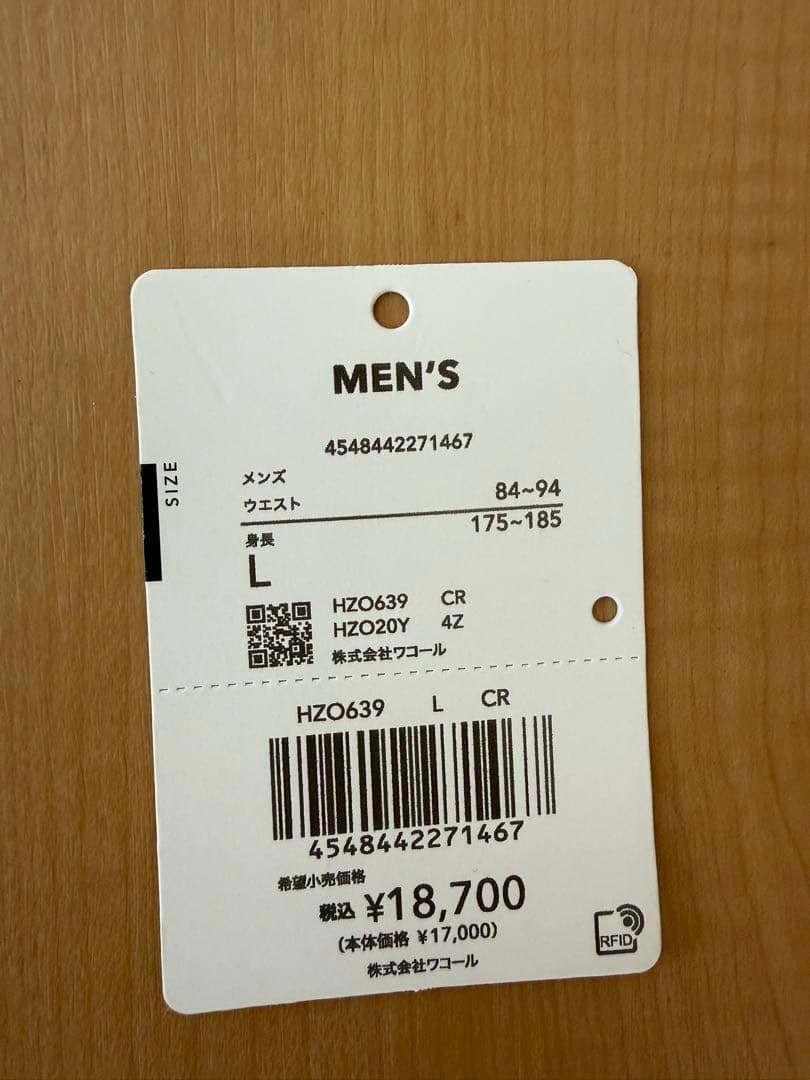 MEN'S
4548442271467
SIZE
メンズ
ウエスト 84~94
身長 175~185
L
HZO639 CR
HZO20Y 4Z
株式会社ワコール
HZO639 L CR
4548442271467
希望小売価格
税込 ¥18,700
(本体価格 ¥17,000)
株式会社ワコール
RFID